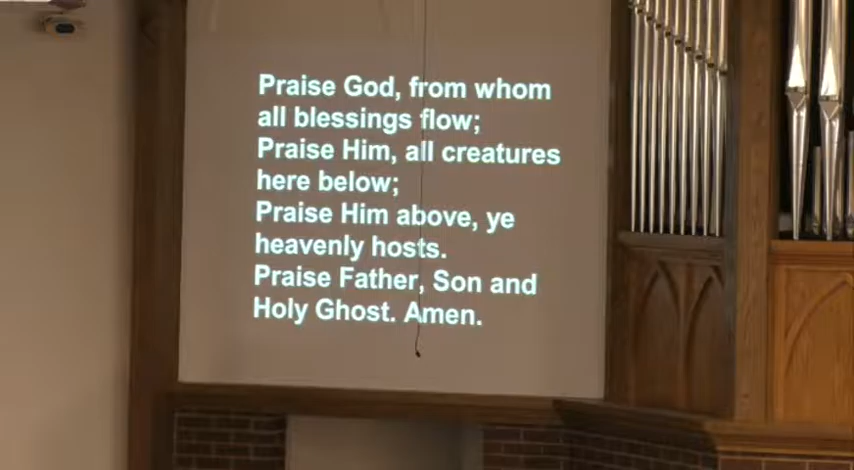 Praise God, from whom
all blessings flow;
Praise Him, all creatures
here below;
Praise Him above, ye
heavenly hosts.
Praise Father, Son and
Holy Ghost. Amen.